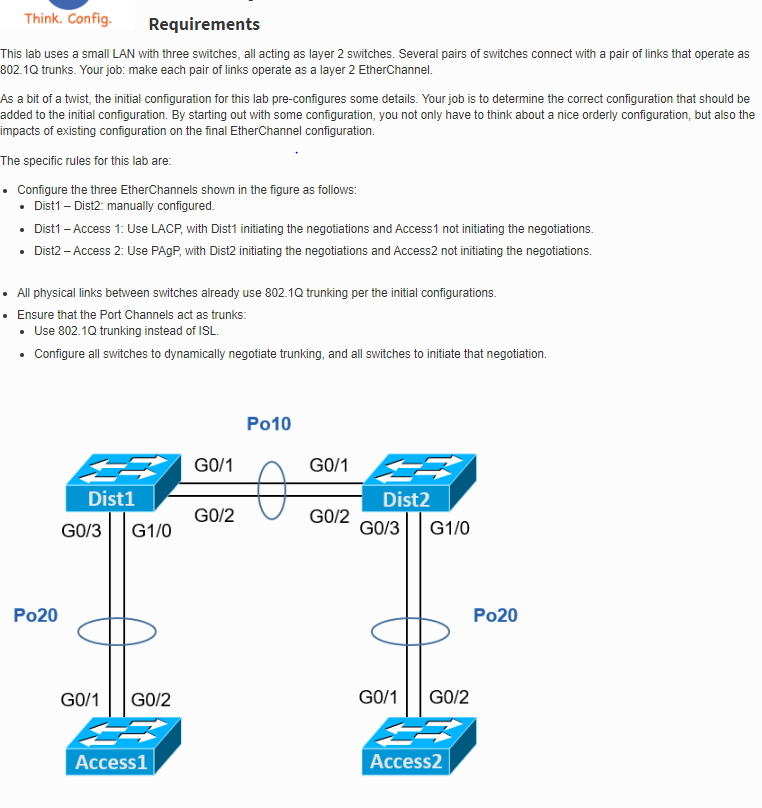 Think. Config.
Requirements
This lab uses a small LAN with three switches, all acting as layer 2 switches. Several pairs of switches connect with a pair of links that operate as
802.1Q trunks. Your job: make each pair of links operate as a layer 2 EtherChannel.
As a bit of a twist, the initial configuration for this lab pre-configures some details. Your job is to determine the correct configuration that should be
added to the initial configuration. By starting out with some configuration, you not only have to think about a nice orderly configuration, but also the
impacts of existing configuration on the final EtherChannel configuration.
The specific rules for this lab are:
• Configure the three EtherChannels shown in the figure as follows:
• Dist1 – Dist2: manually configured.
• Dist1 – Access 1: Use LACP, with Dist1 initiating the negotiations and Access1 not initiating the negotiations.
• Dist2 – Access 2: Use PAgP, with Dist2 initiating the negotiations and Access2 not initiating the negotiations.
• All physical links between switches already use 802.1Q trunking per the initial configurations.
• Ensure that the Port Channels act as trunks:
• Use 802.1Q trunking instead of ISL.
• Configure all switches to dynamically negotiate trunking, and all switches to initiate that negotiation.
Po10
G0/1 G0/1
Dist1 Dist2
G0/2 G0/2
G0/3 G1/0 G0/3 G1/0
Po20 Po20
G0/1 G0/2 G0/1 G0/2
Access1 Access2